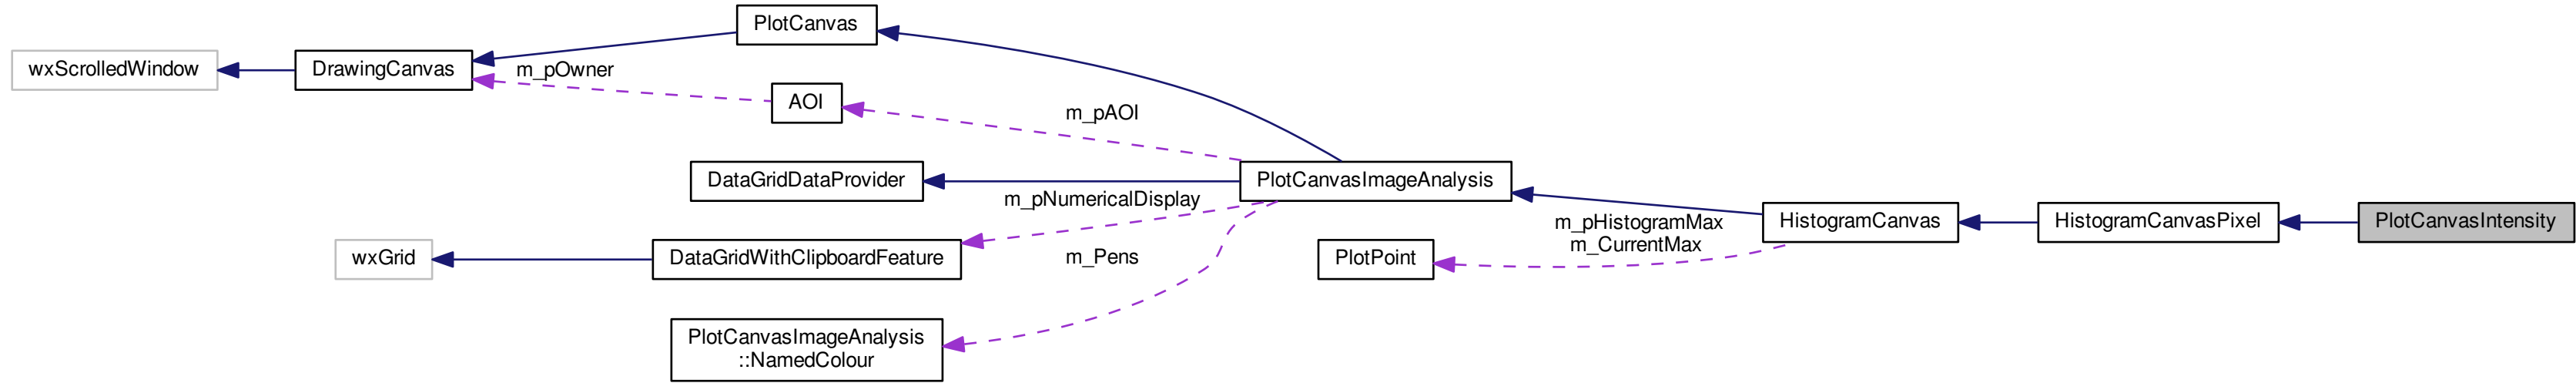 PlotCanvas
wxScrolledWindow
DrawingCanvas
m_pOwner
AOI
m_pAOI
DataGridDataProvider
PlotCanvasImageAnalysis
m_pNumericalDisplay
m_pHistogramMax
m_CurrentMax
HistogramCanvas
HistogramCanvasPixel
PlotCanvasIntensity
wxGrid
DataGridWithClipboardFeature
m_Pens
PlotPoint
PlotCanvasImageAnalysis
::NamedColour